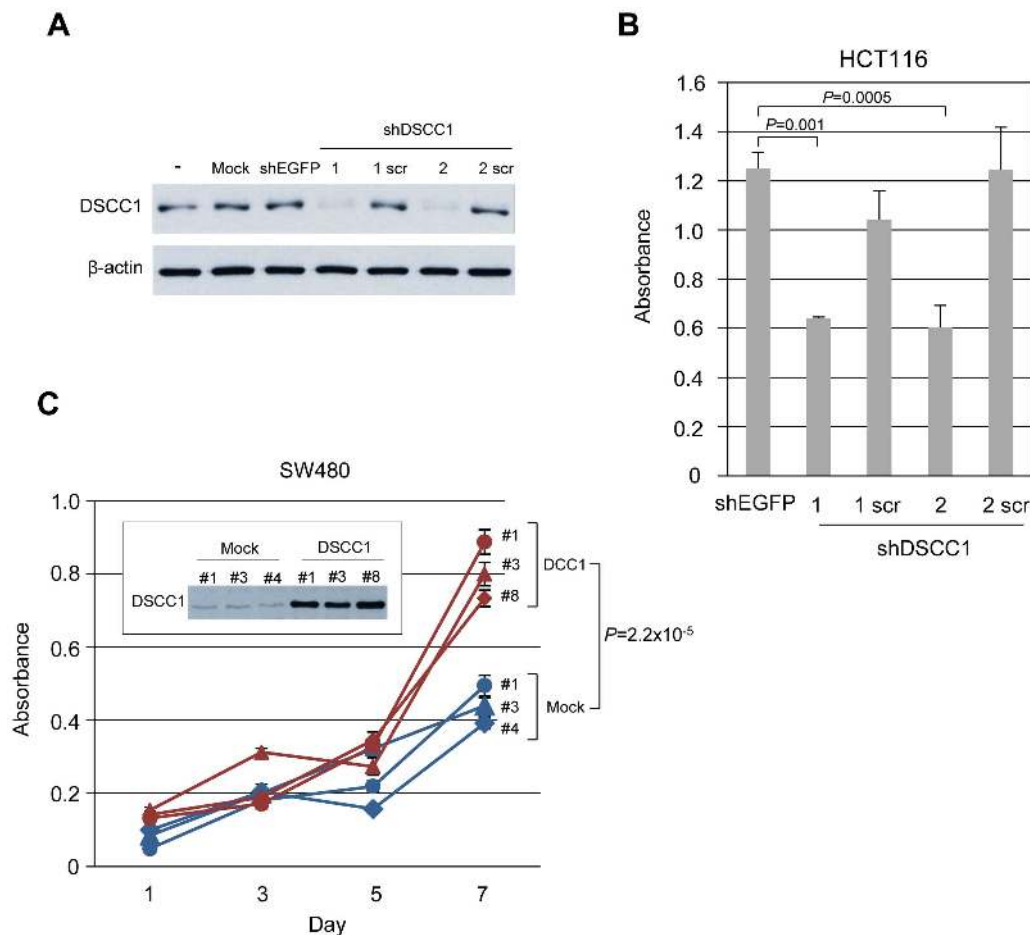 A
shDSCC1
- Mock shEGFP 1 1 scr 2 2 scr
DSCC1
β-actin
B
HCT116
1.6
1.4
1.2
1.0
0.8
0.6
0.4
0.2
0
Absorbance
P=0.0005
P=0.001
shEGFP 1 1 scr 2 2 scr
shDSCC1
C
SW480
1.0
0.8
0.6
0.4
0.2
0
Absorbance
Mock DSCC1
#1 #3 #4 #1 #3 #8
DSCC1
#1
#3 DCC1
#8
P=2.2x10-5
#1
#3 Mock
#4
1 3 5 7
Day